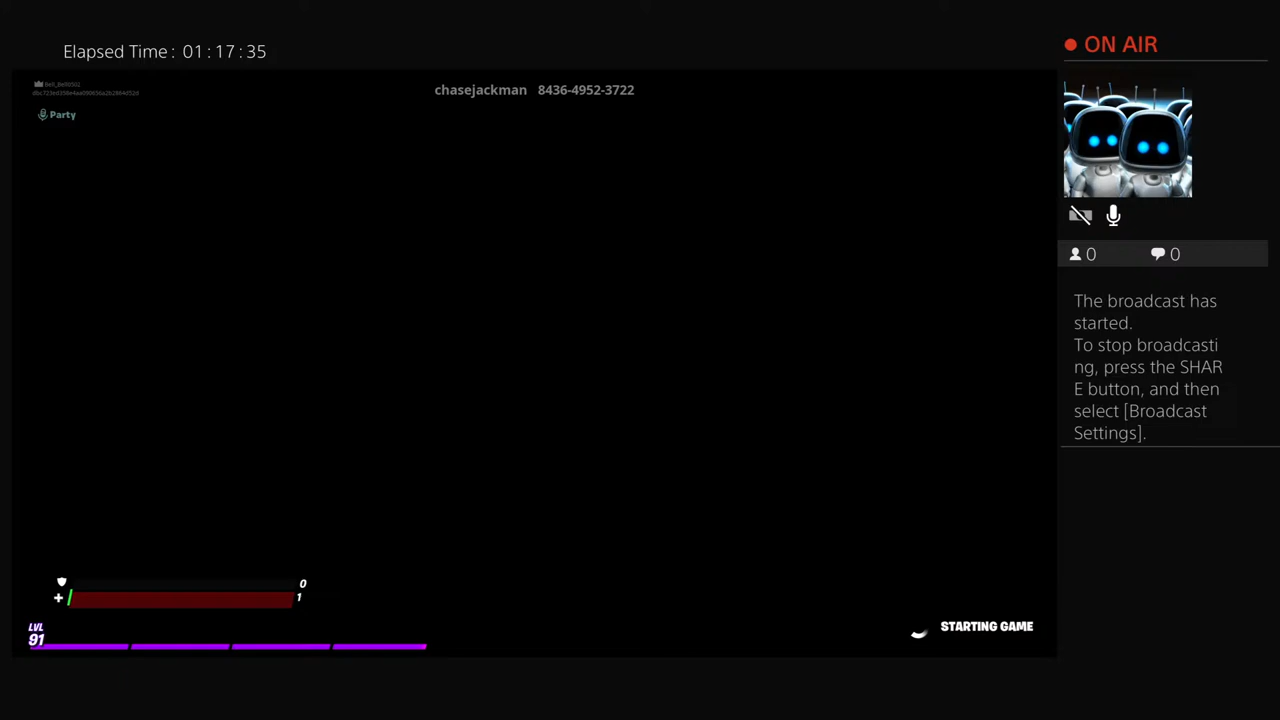 Elapsed Time: 01:17:35
ON AIR
chasejackman 8436-4952-3722
Party
0
0
The broadcast has
started.
To stop broadcasti
ng, press the SHAR
E button, and then
select [Broadcast
Settings].
0
1
LVL
91
STARTING GAME